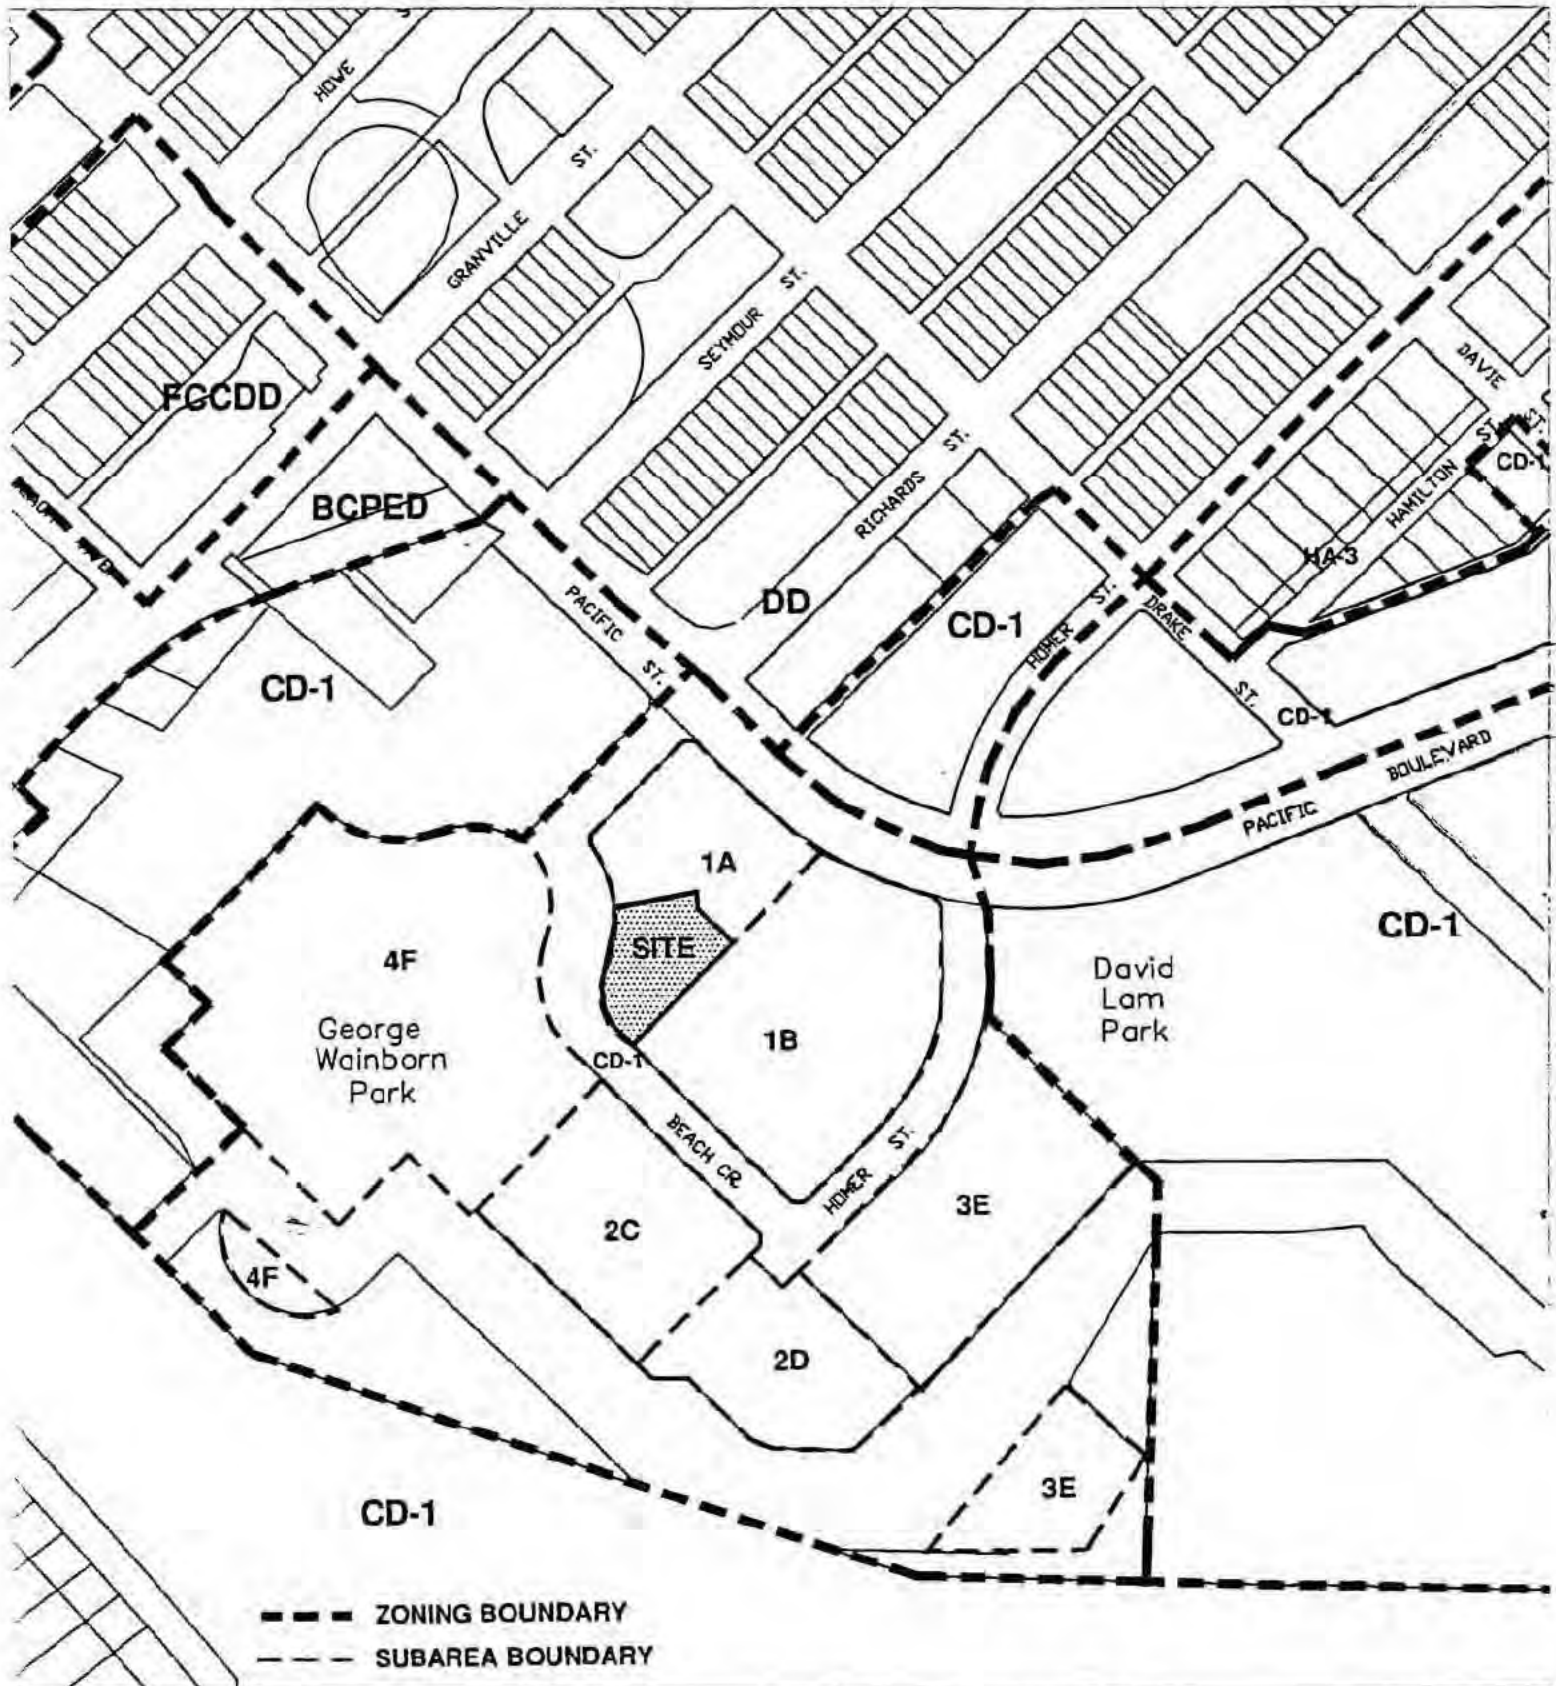 HOWE
ST.
GRANVILLE
ST.
SEYMOUR
DAVIE
ST.
FCCDD
ST.
CD-1
RICHARDS
HAMILTON
BCPED
HA-3
PACIFIC
DD
ST.
CD-1
DRAKE
HOMER
ST.
CD-1
ST.
CD-1
BOULEVARD
PACIFIC
1A
CD-1
SITE
4F
David
Lam
Park
George
Wainborn
Park
1B
CD-1
BEACH CR.
ST.
HOMER
3E
2C
4F
2D
3E
CD-1
ZONING BOUNDARY
SUBAREA BOUNDARY